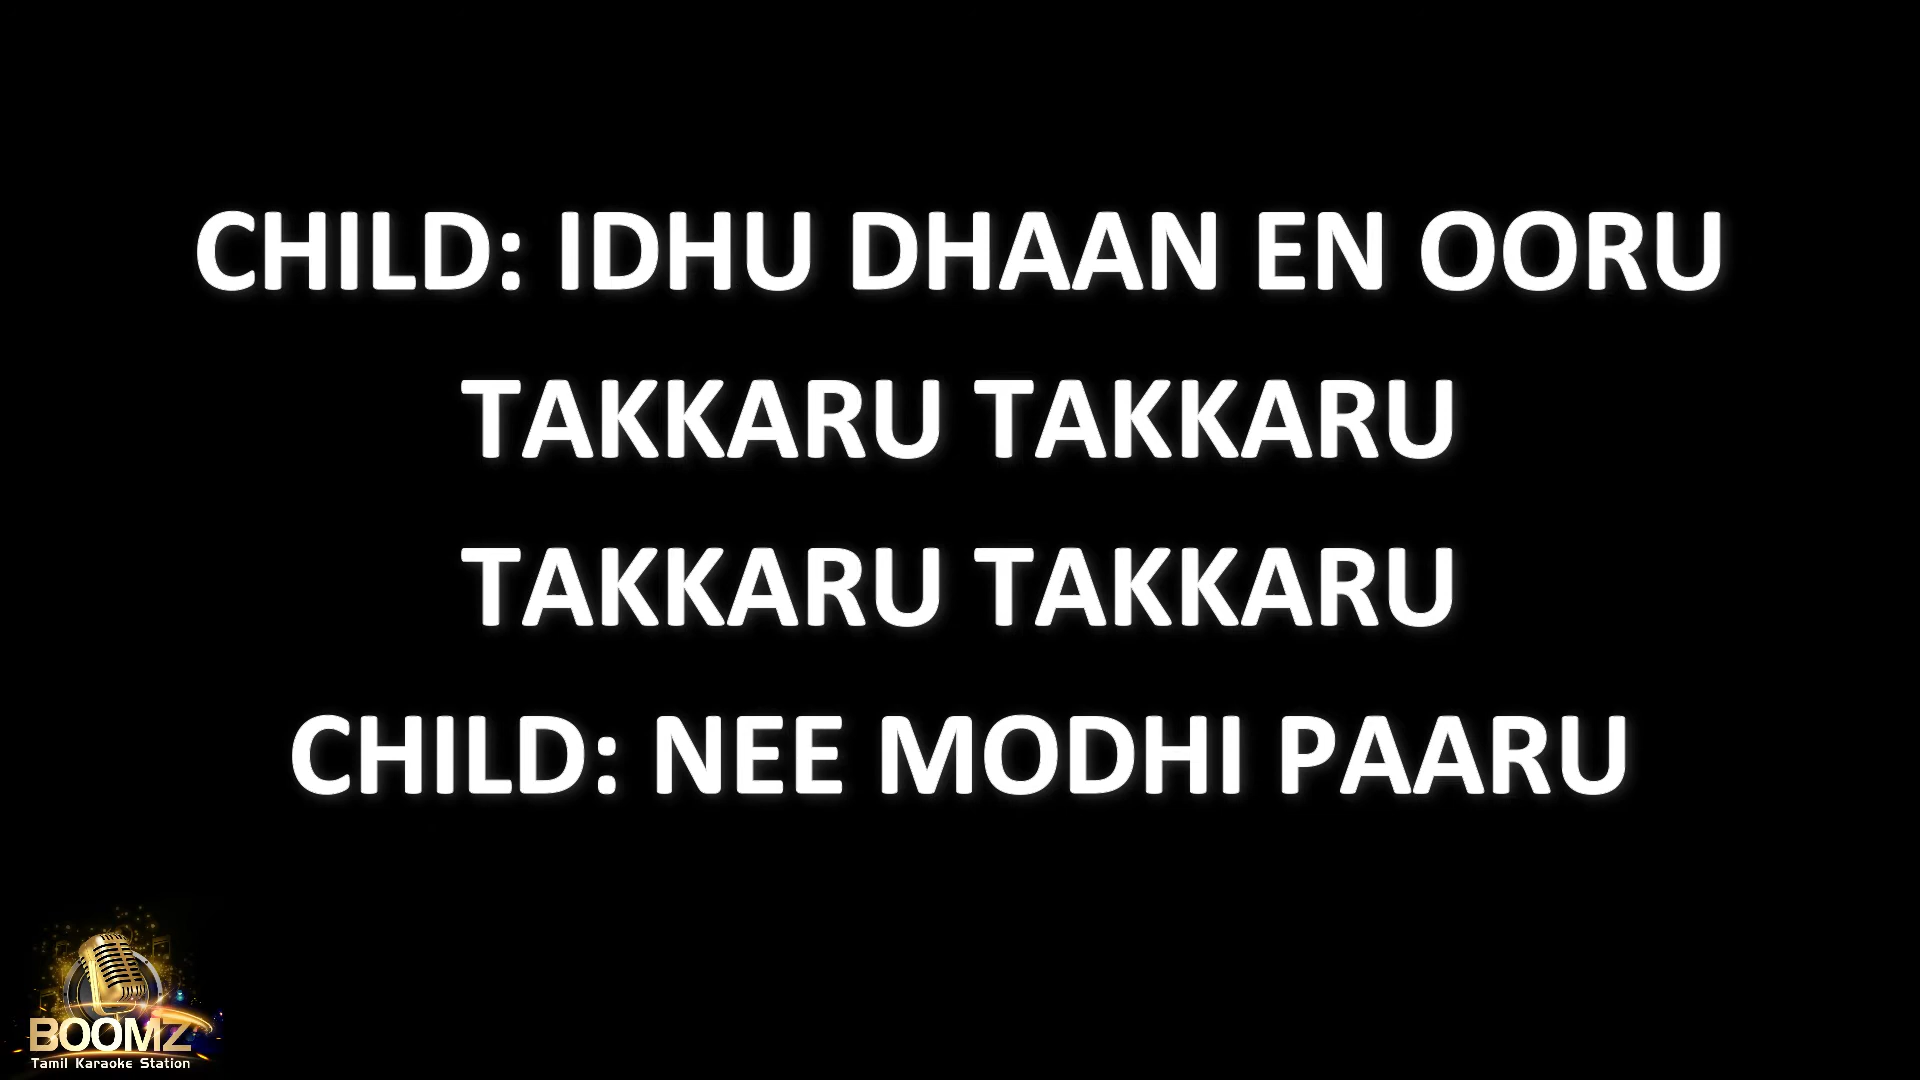 CHILD: IDHU DHAAN EN OORU
TAKKARU TAKKARU
TAKKARU TAKKARU
CHILD: NEE MODHI PAARU
BOOMZ
Tamil Karaoke Station